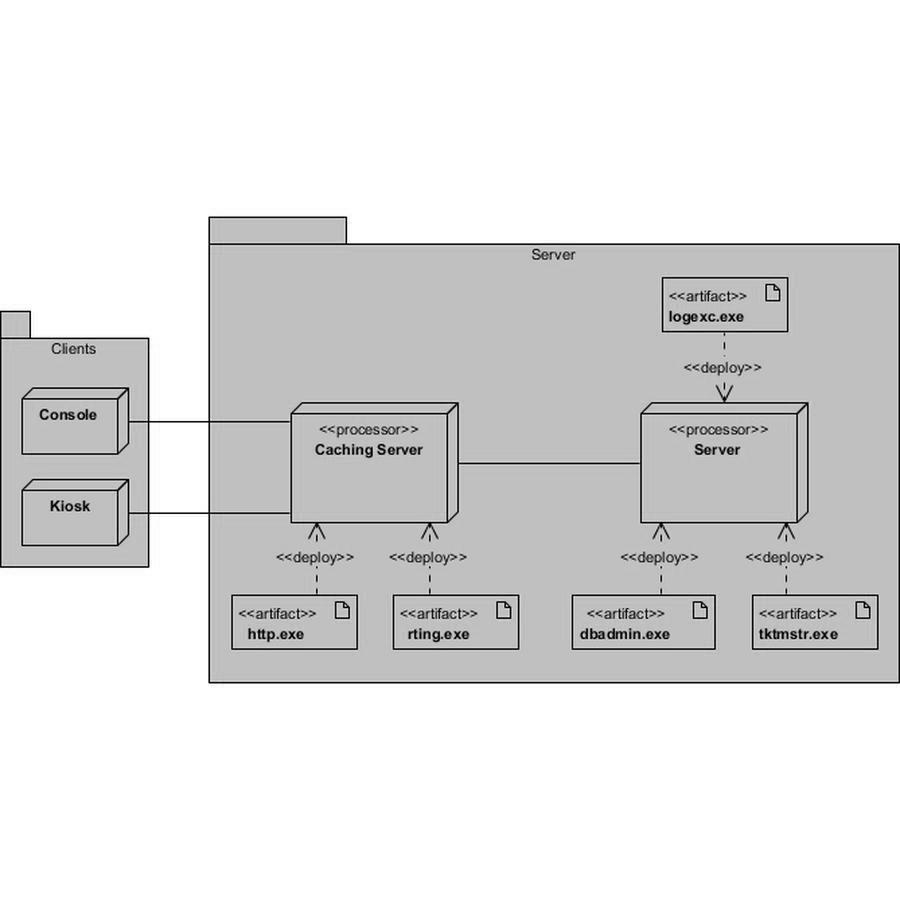 Server
<<artifact>>
logexc.exe
<<deploy>>
Clients
Console
Kiosk
<<processor>>
Caching Server
<<processor>>
Server
<<deploy>>
<<deploy>>
<<deploy>>
<<deploy>>
<<artifact>>
http.exe
<<artifact>>
rting.exe
<<artifact>>
dbadmin.exe
<<artifact>>
tktmstr.exe